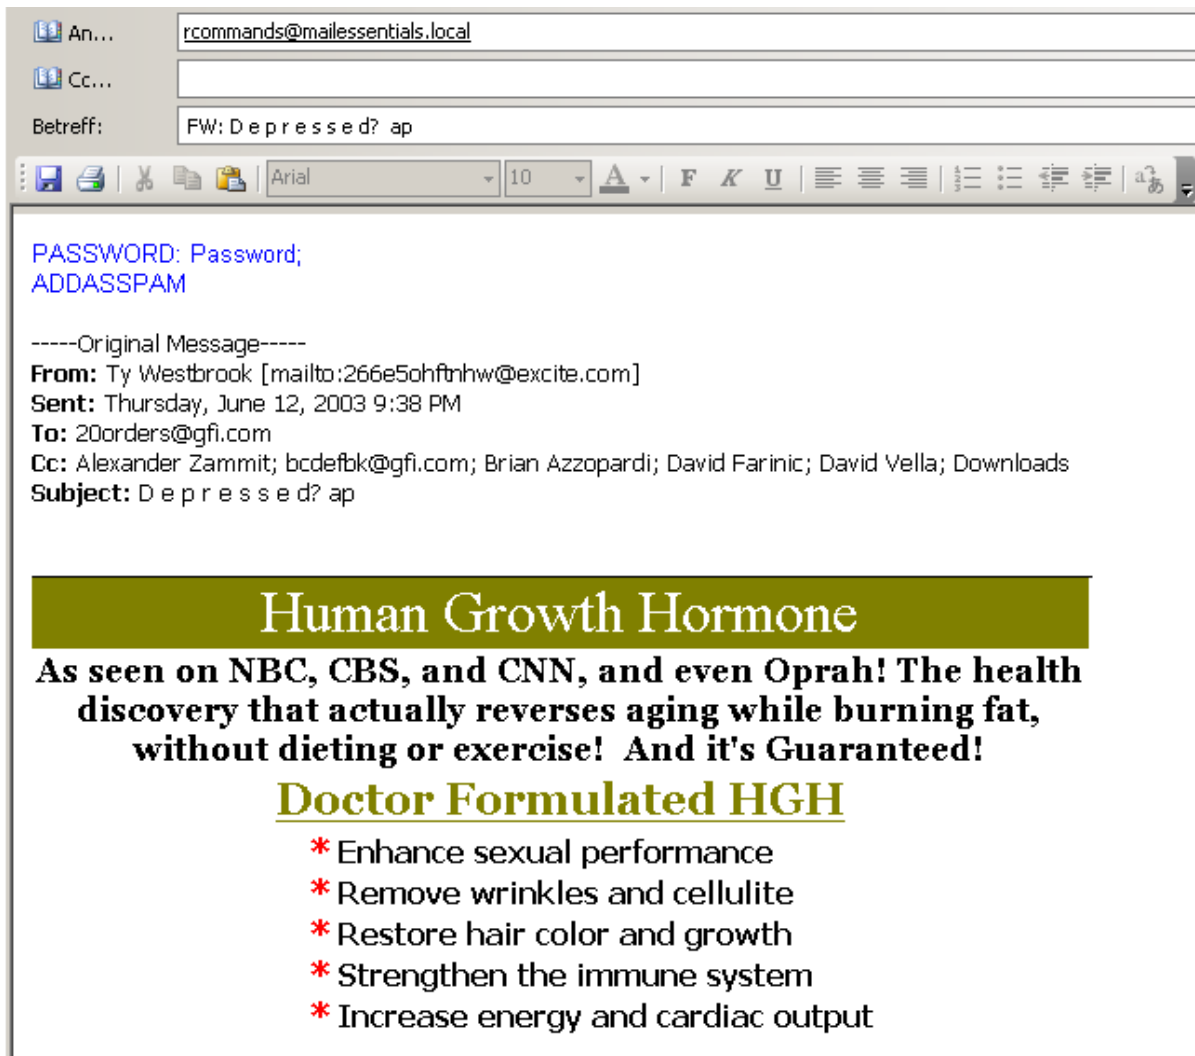 An...
rcommands@mailessentials.local
Cc...
Betreff:
FW: D e p r e s s e d?  ap
Arial
10
A
F K U
PASSWORD: Password;
ADDASSPAM
-----Original Message-----
From: Ty Westbrook [mailto:266e5ohftnhw@excite.com]
Sent: Thursday, June 12, 2003 9:38 PM
To: 20orders@gfi.com
Cc: Alexander Zammit; bcdefbk@gfi.com; Brian Azzopardi; David Farinic; David Vella; Downloads
Subject: D e p r e s s e d? ap
Human Growth Hormone
As seen on NBC, CBS, and CNN, and even Oprah! The health
discovery that actually reverses aging while burning fat,
without dieting or exercise!  And it's Guaranteed!
Doctor Formulated HGH
* Enhance sexual performance
* Remove wrinkles and cellulite
* Restore hair color and growth
* Strengthen the immune system
* Increase energy and cardiac output